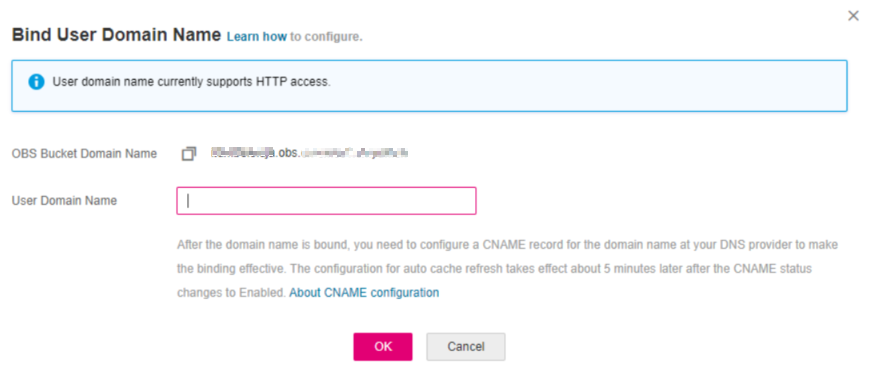 Bind User Domain Name Learn how to configure.
User domain name currently supports HTTP access.
OBS Bucket Domain Name .obs.
User Domain Name
After the domain name is bound, you need to configure a CNAME record for the domain name at your DNS provider to make
the binding effective. The configuration for auto cache refresh takes effect about 5 minutes later after the CNAME status
changes to Enabled. About CNAME configuration
OK Cancel